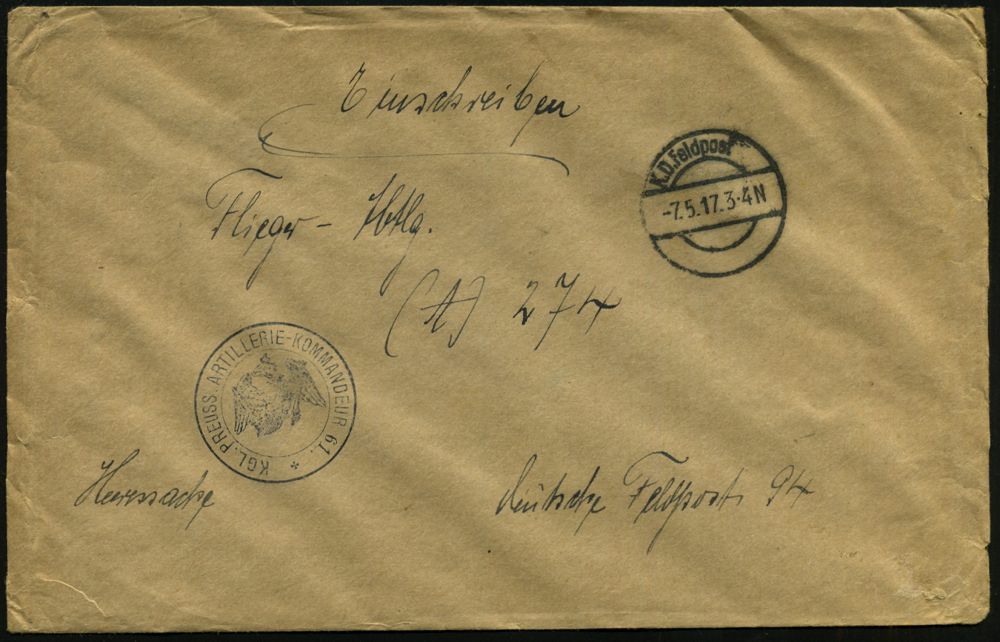 Einschreiben
K.D. Feldpost
-7.5.17.3-4N
Flieger - Abtlg.
(A) 274
KGL. PREUSS. ARTILLERIE-KOMMANDEUR 61. *
Heeressache
deutsche Feldpost 94